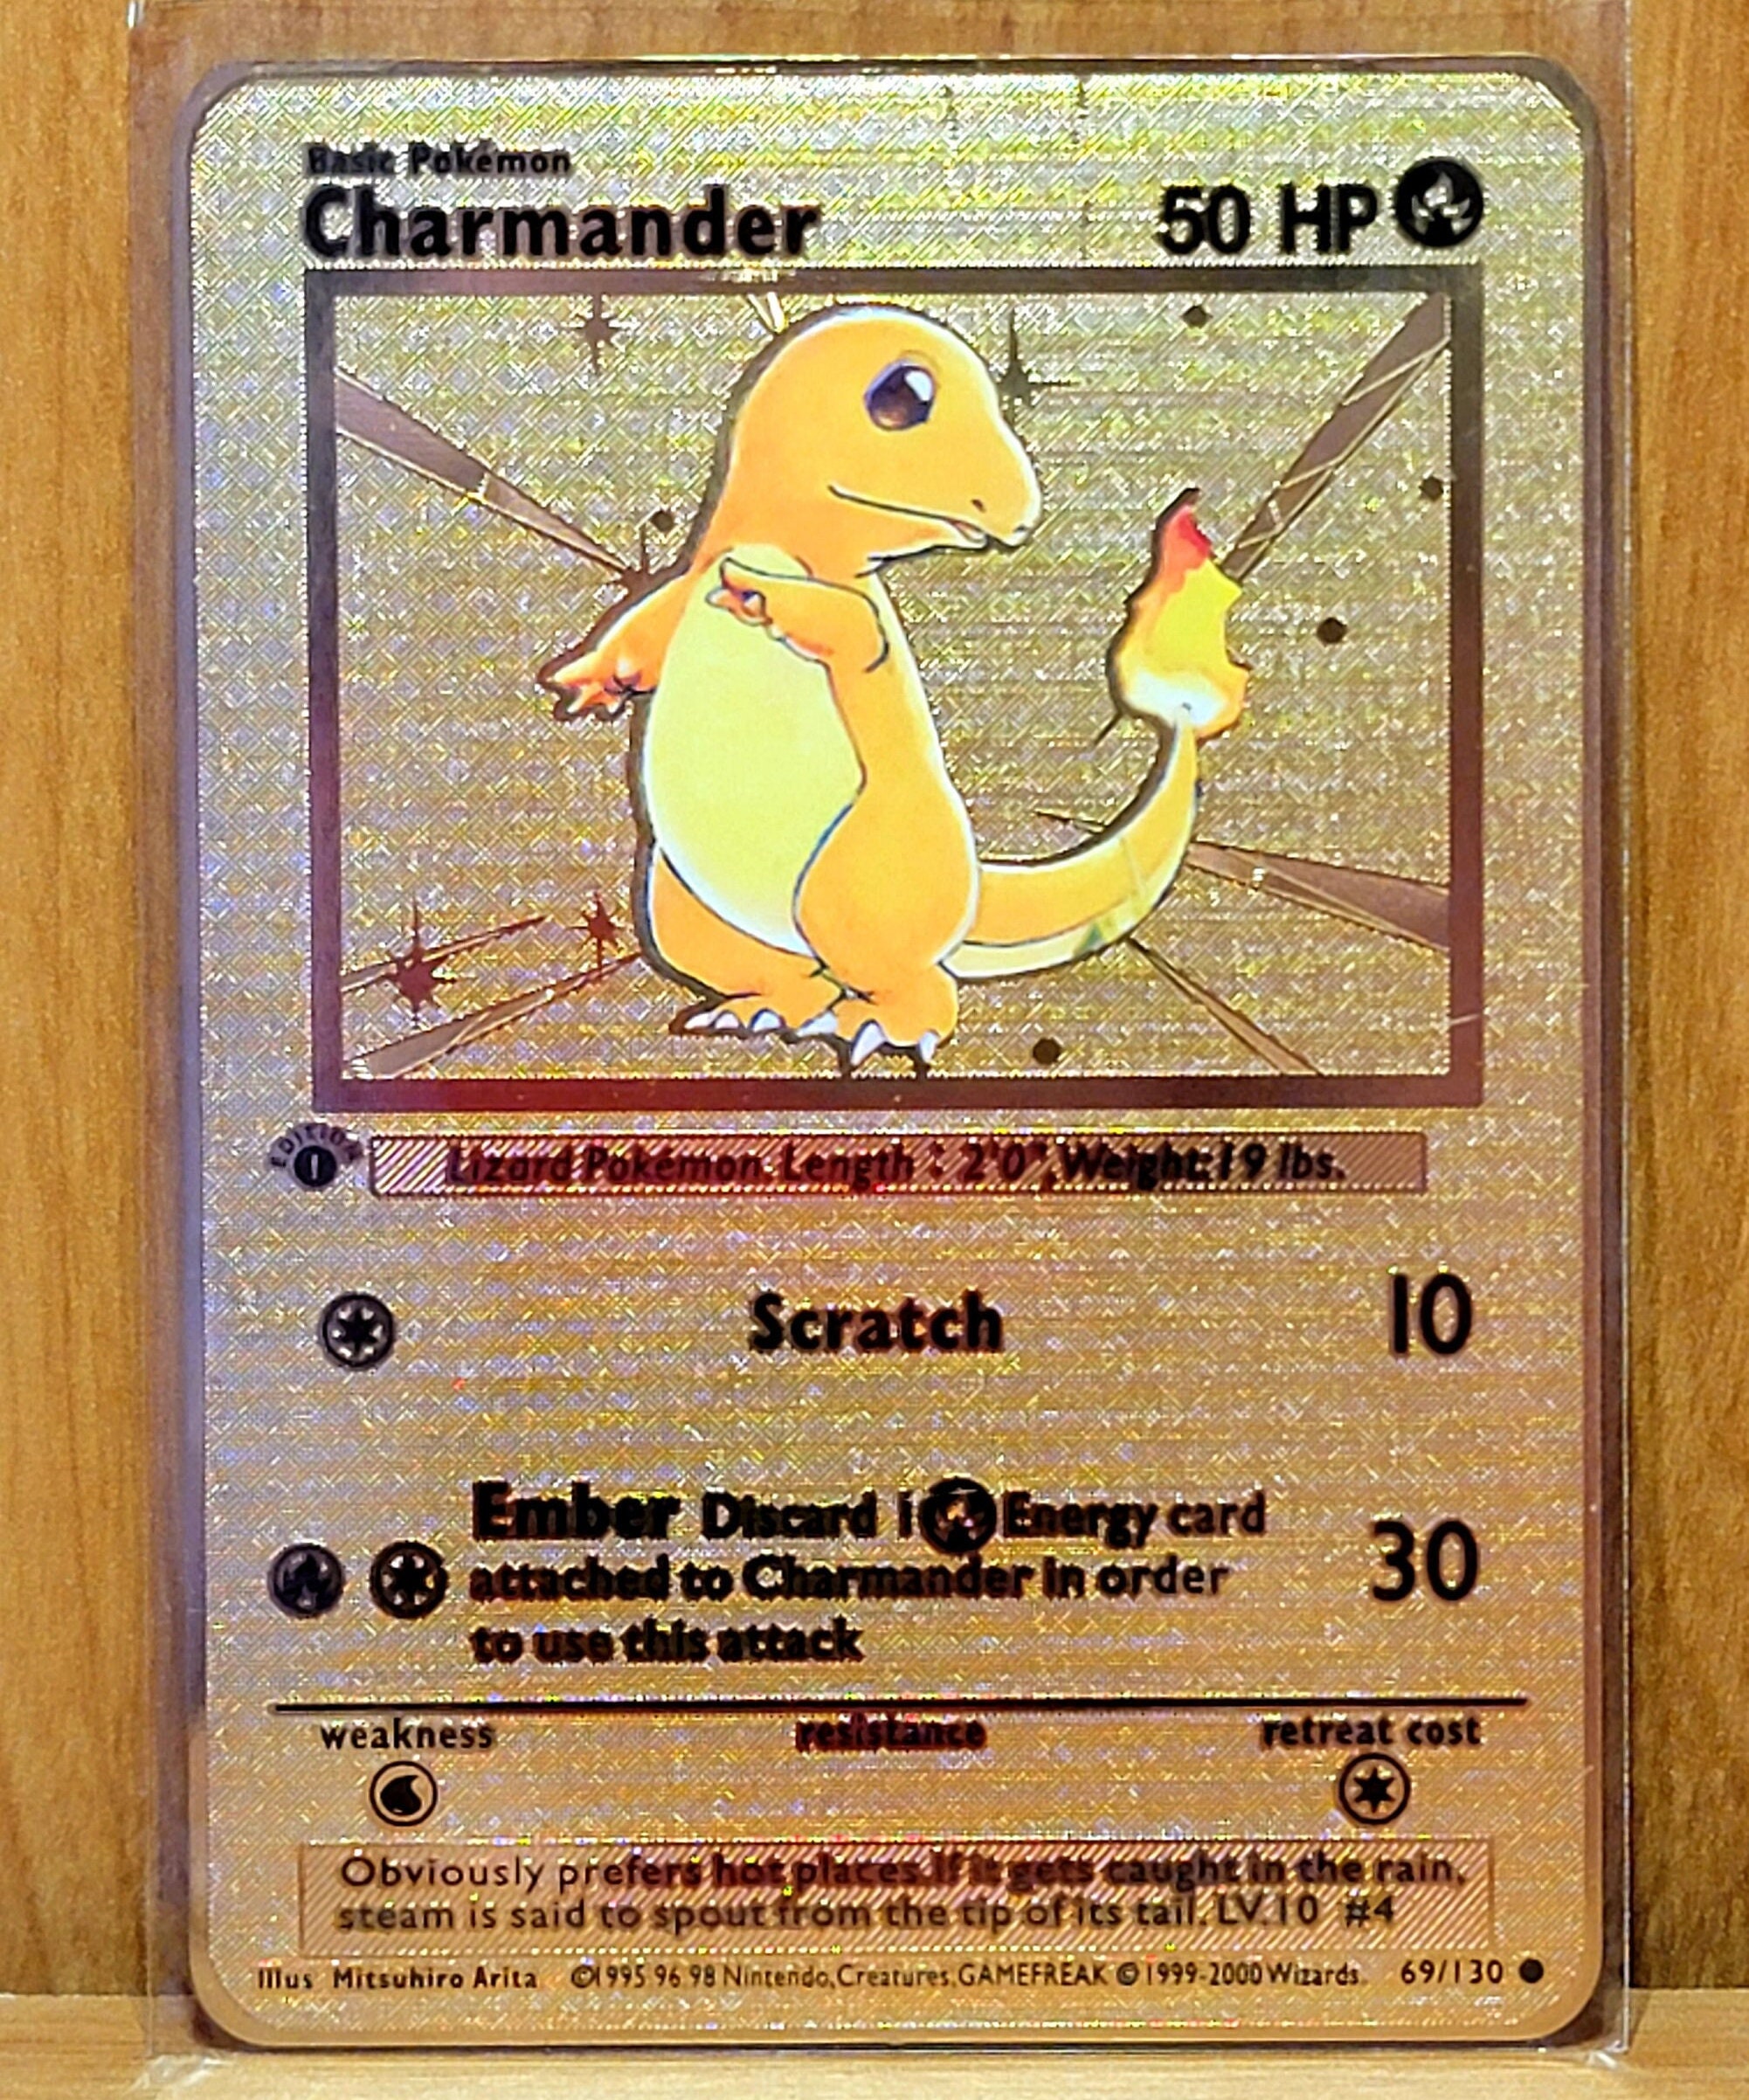 Basic Pokémon
Charmander 50 HP
EDITION
1
Lizard Pokémon. Length : 2'0", Weight: 19 lbs.
Scratch 10
Ember Discard 1 Energy card
attached to Charmander in order
to use this attack
30
weakness resistance retreat cost
Obviously prefers hot places. If it gets caught in the rain,
steam is said to spout from the tip of its tail. LV.10 #4
Illus Mitsuhiro Arita ©1995 96 98 Nintendo, Creatures, GAMEFREAK © 1999-2000 Wizards. 69/130